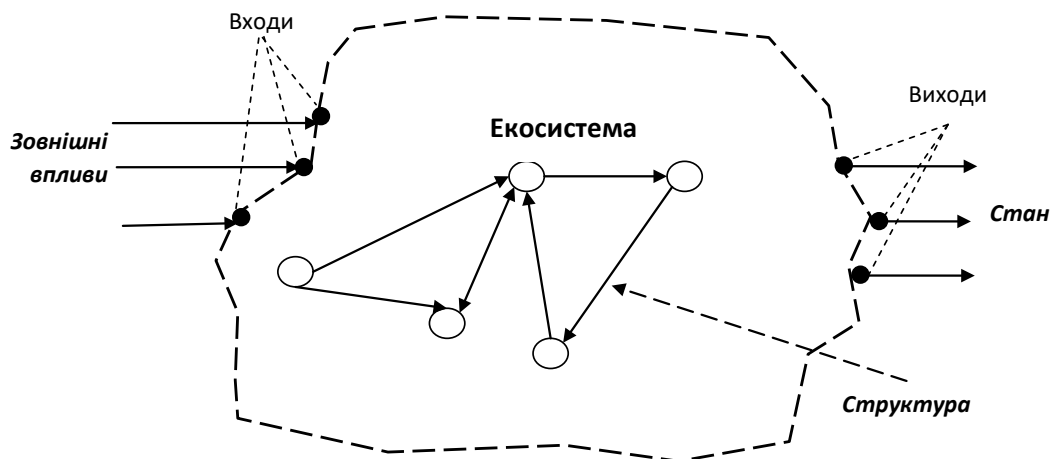 Входи
Виходи
Екосистема
Зовнішні
впливи
Стан
Структура